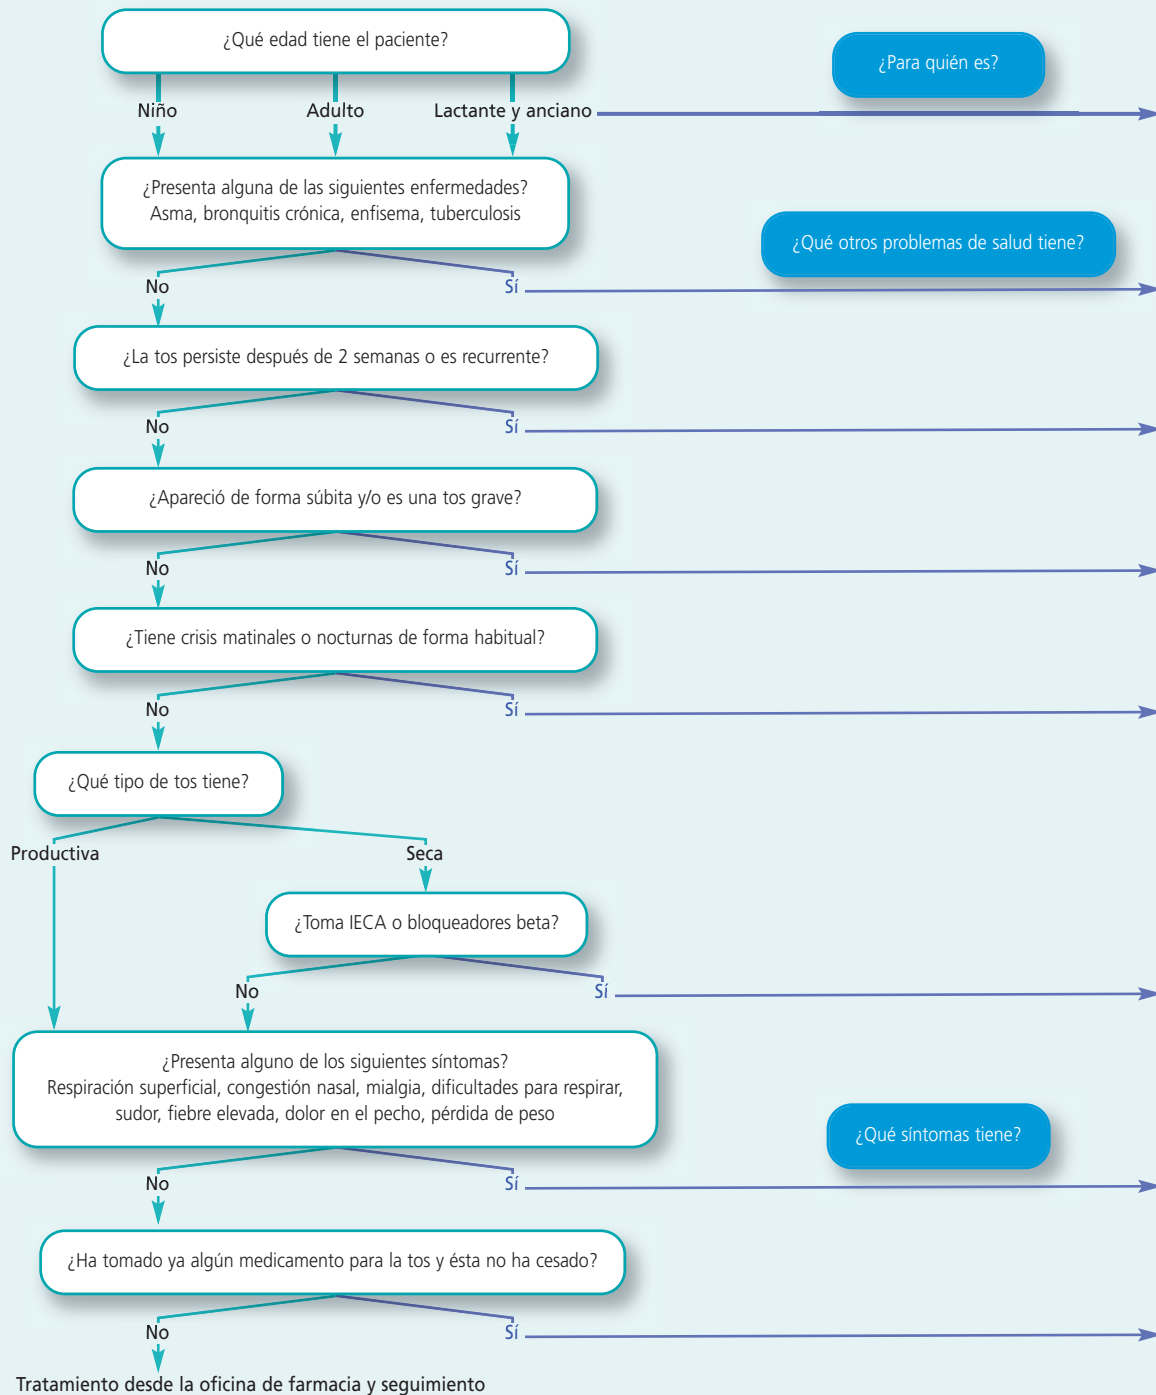 ¿Qué edad tiene el paciente?
¿Para quién es?
Niño
Adulto
Lactante y anciano
¿Presenta alguna de las siguientes enfermedades?
Asma, bronquitis crónica, enfisema, tuberculosis
¿Qué otros problemas de salud tiene?
No
Sí
¿La tos persiste después de 2 semanas o es recurrente?
No
Sí
¿Apareció de forma súbita y/o es una tos grave?
No
Sí
¿Tiene crisis matinales o nocturnas de forma habitual?
No
Sí
¿Qué tipo de tos tiene?
Productiva
Seca
¿Toma IECA o bloqueadores beta?
No
Sí
¿Presenta alguno de los siguientes síntomas?
Respiración superficial, congestión nasal, mialgia, dificultades para respirar,
sudor, fiebre elevada, dolor en el pecho, pérdida de peso
¿Qué síntomas tiene?
No
Sí
¿Ha tomado ya algún medicamento para la tos y ésta no ha cesado?
No
Sí
Tratamiento desde la oficina de farmacia y seguimiento